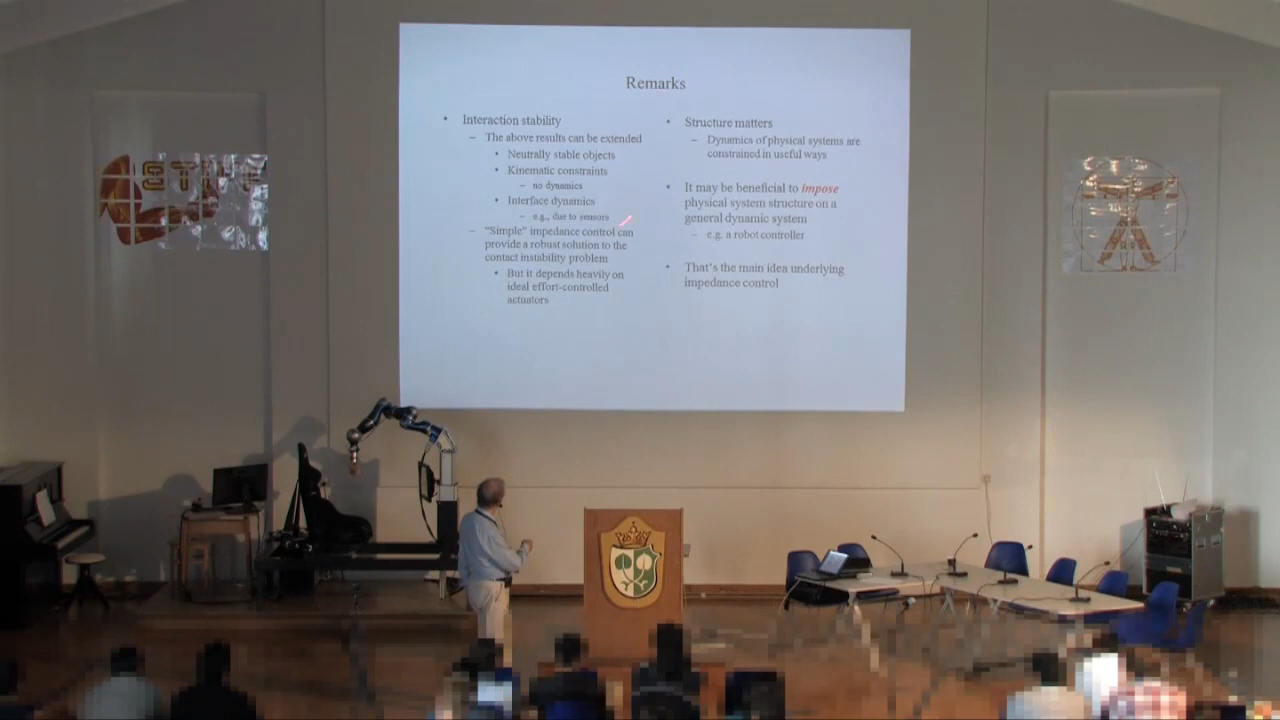 Remarks
• Interaction stability
– The above results can be extended
• Neutrally stable objects
• Kinematic constraints
– no dynamics
• Interface dynamics
– e.g., due to sensors
– "Simple" impedance control can
provide a robust solution to the
contact instability problem
• But it depends heavily on
ideal effort-controlled
actuators
• Structure matters
– Dynamics of physical systems are
constrained in useful ways
• It may be beneficial to impose
physical system structure on a
general dynamic system
– e.g. a robot controller
• That's the main idea underlying
impedance control